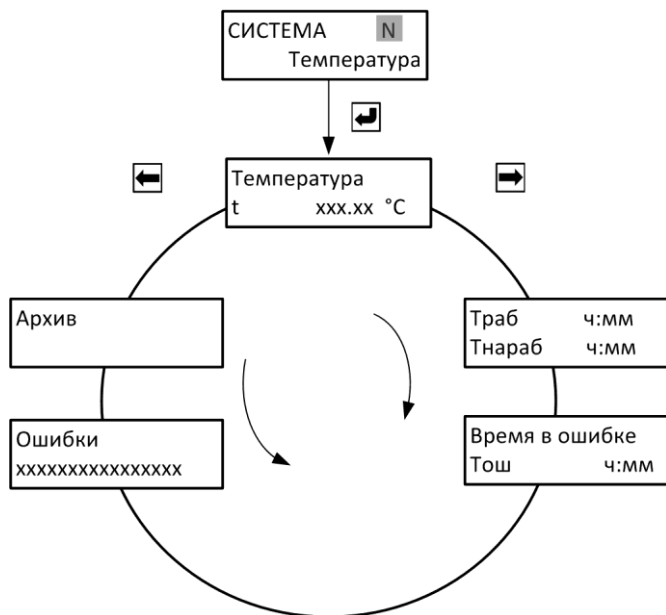 СИСТЕМА N
Температура
Температура
t xxx.xx °C
Архив
Траб ч:мм
Тнараб ч:мм
Ошибки
xxxxxxxxxxxxxxxx
Время в ошибке
Тош ч:мм